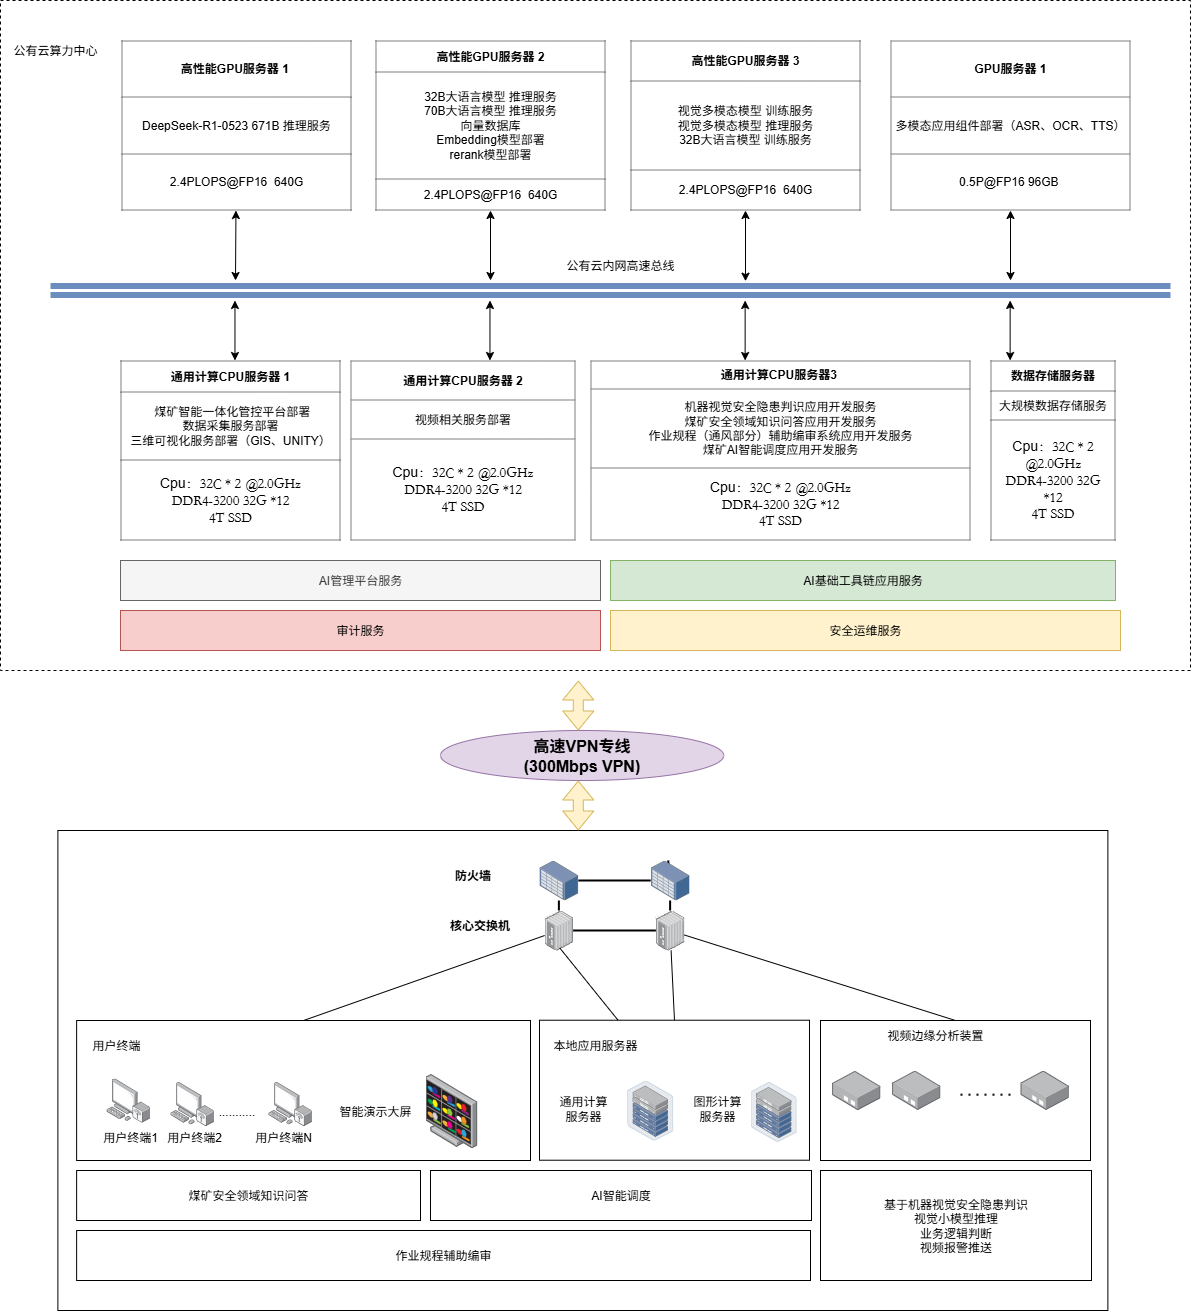 公有云算力中心
高性能GPU服务器 1
DeepSeek-R1-0523 671B 推理服务
2.4PLOPS@FP16 640G
高性能GPU服务器 2
32B大语言模型 推理服务
70B大语言模型 推理服务
向量数据库
Embedding模型部署
rerank模型部署
2.4PLOPS@FP16 640G
高性能GPU服务器 3
视觉多模态模型 训练服务
视觉多模态模型 推理服务
32B大语言模型 训练服务
2.4PLOPS@FP16 640G
GPU服务器 1
多模态应用组件部署（ASR、OCR、TTS）
0.5P@FP16 96GB
公有云内网高速总线
通用计算CPU服务器 1
煤矿智能一体化管控平台部署
数据采集服务部署
三维可视化服务部署（GIS、UNITY）
Cpu：32C * 2 @2.0GHz
DDR4-3200 32G *12
4T SSD
通用计算CPU服务器 2
视频相关服务部署
Cpu：32C * 2 @2.0GHz
DDR4-3200 32G *12
4T SSD
通用计算CPU服务器3
机器视觉安全隐患判识应用开发服务
煤矿安全领域知识问答应用开发服务
作业规程（通风部分）辅助编审系统应用开发服务
煤矿AI智能调度应用开发服务
Cpu：32C * 2 @2.0GHz
DDR4-3200 32G *12
4T SSD
数据存储服务器
大规模数据存储服务
Cpu：32C * 2
@2.0GHz
DDR4-3200 32G
*12
4T SSD
AI管理平台服务
AI基础工具链应用服务
审计服务
安全运维服务
高速VPN专线
(300Mbps VPN)
防火墙
核心交换机
用户终端
用户终端1
用户终端2
...........
用户终端N
智能演示大屏
本地应用服务器
通用计算
服务器
图形计算
服务器
视频边缘分析装置
.......
煤矿安全领域知识问答
AI智能调度
作业规程辅助编审
基于机器视觉安全隐患判识
视觉小模型推理
业务逻辑判断
视频报警推送